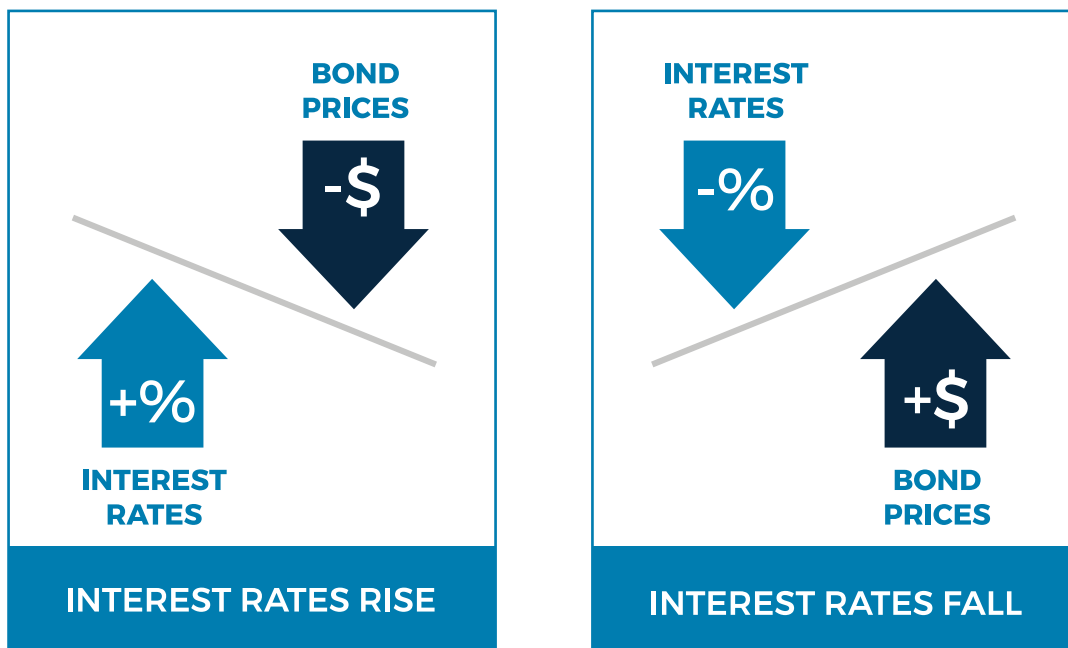 BOND
PRICES
-$
+%
INTEREST
RATES
INTEREST RATES RISE
INTEREST
RATES
-%
+$
BOND
PRICES
INTEREST RATES FALL